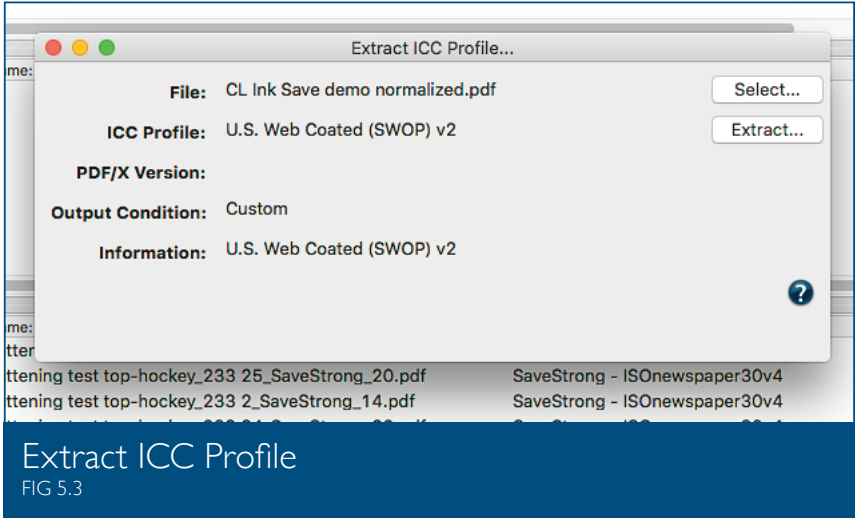 Extract ICC Profile...
ime:
File: CL Ink Save demo normalized.pdf Select...
ICC Profile: U.S. Web Coated (SWOP) v2 Extract...
PDF/X Version:
Output Condition: Custom
Information: U.S. Web Coated (SWOP) v2
?
me:
tter
ttening test top-hockey_233 25_SaveStrong_20.pdf SaveStrong - ISOnewspaper30v4
ttening test top-hockey_233 2_SaveStrong_14.pdf SaveStrong - ISOnewspaper30v4
Extract ICC Profile
FIG 5.3